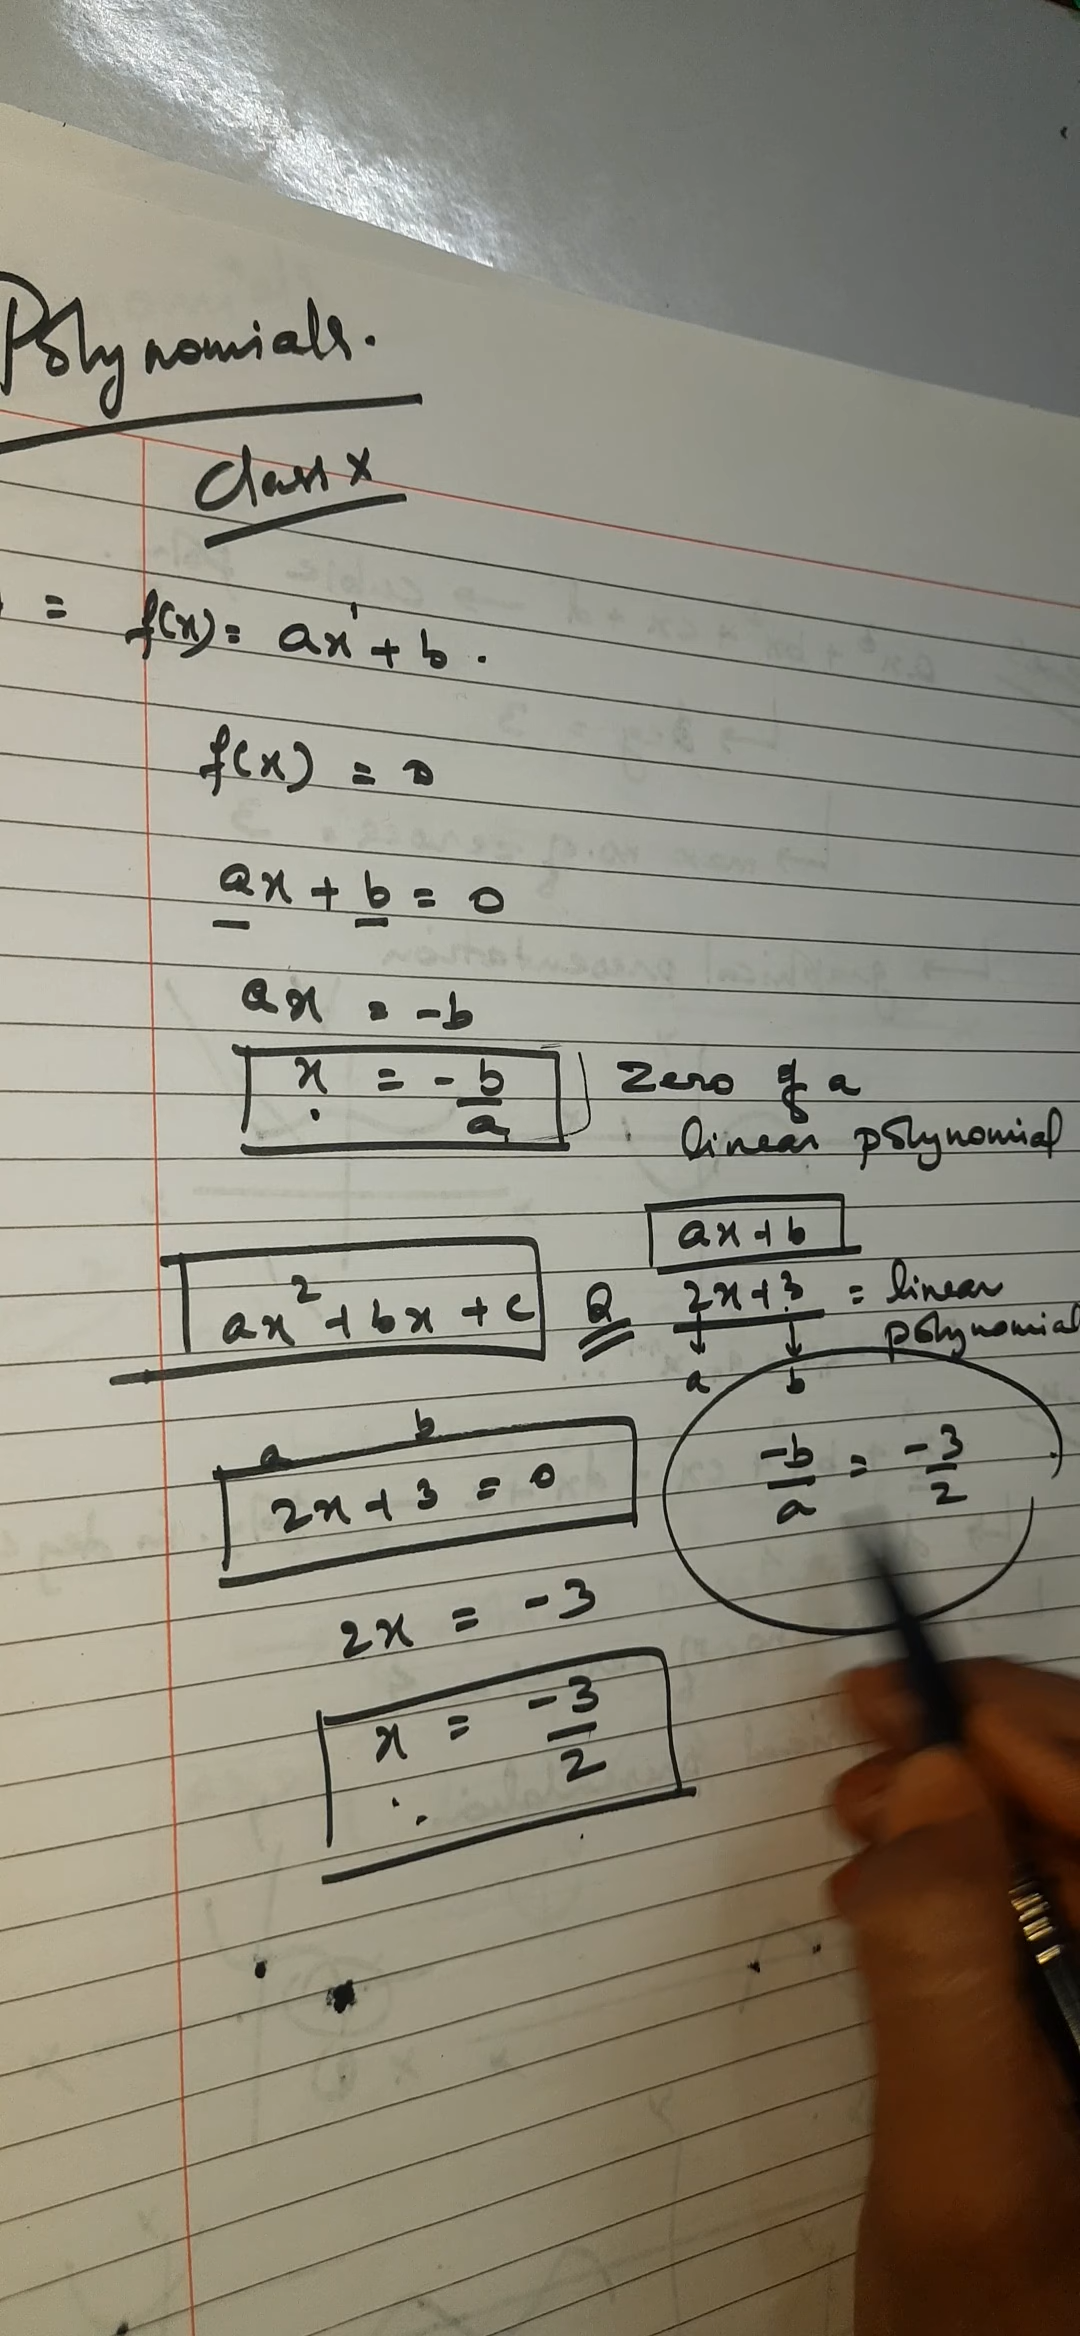 Polynomials.
Class X
= f(x) = ax¹ + b.
f(x) = 0
ax + b = 0
ax = -b
x = -b/a
Zero of a
linear polynomial
ax + b
ax² + bx + c
Q 2x+3 = linear
polynomial
a b
a b
2x + 3 = 0
-b/a = -3/2
2x = -3
x = -3/2